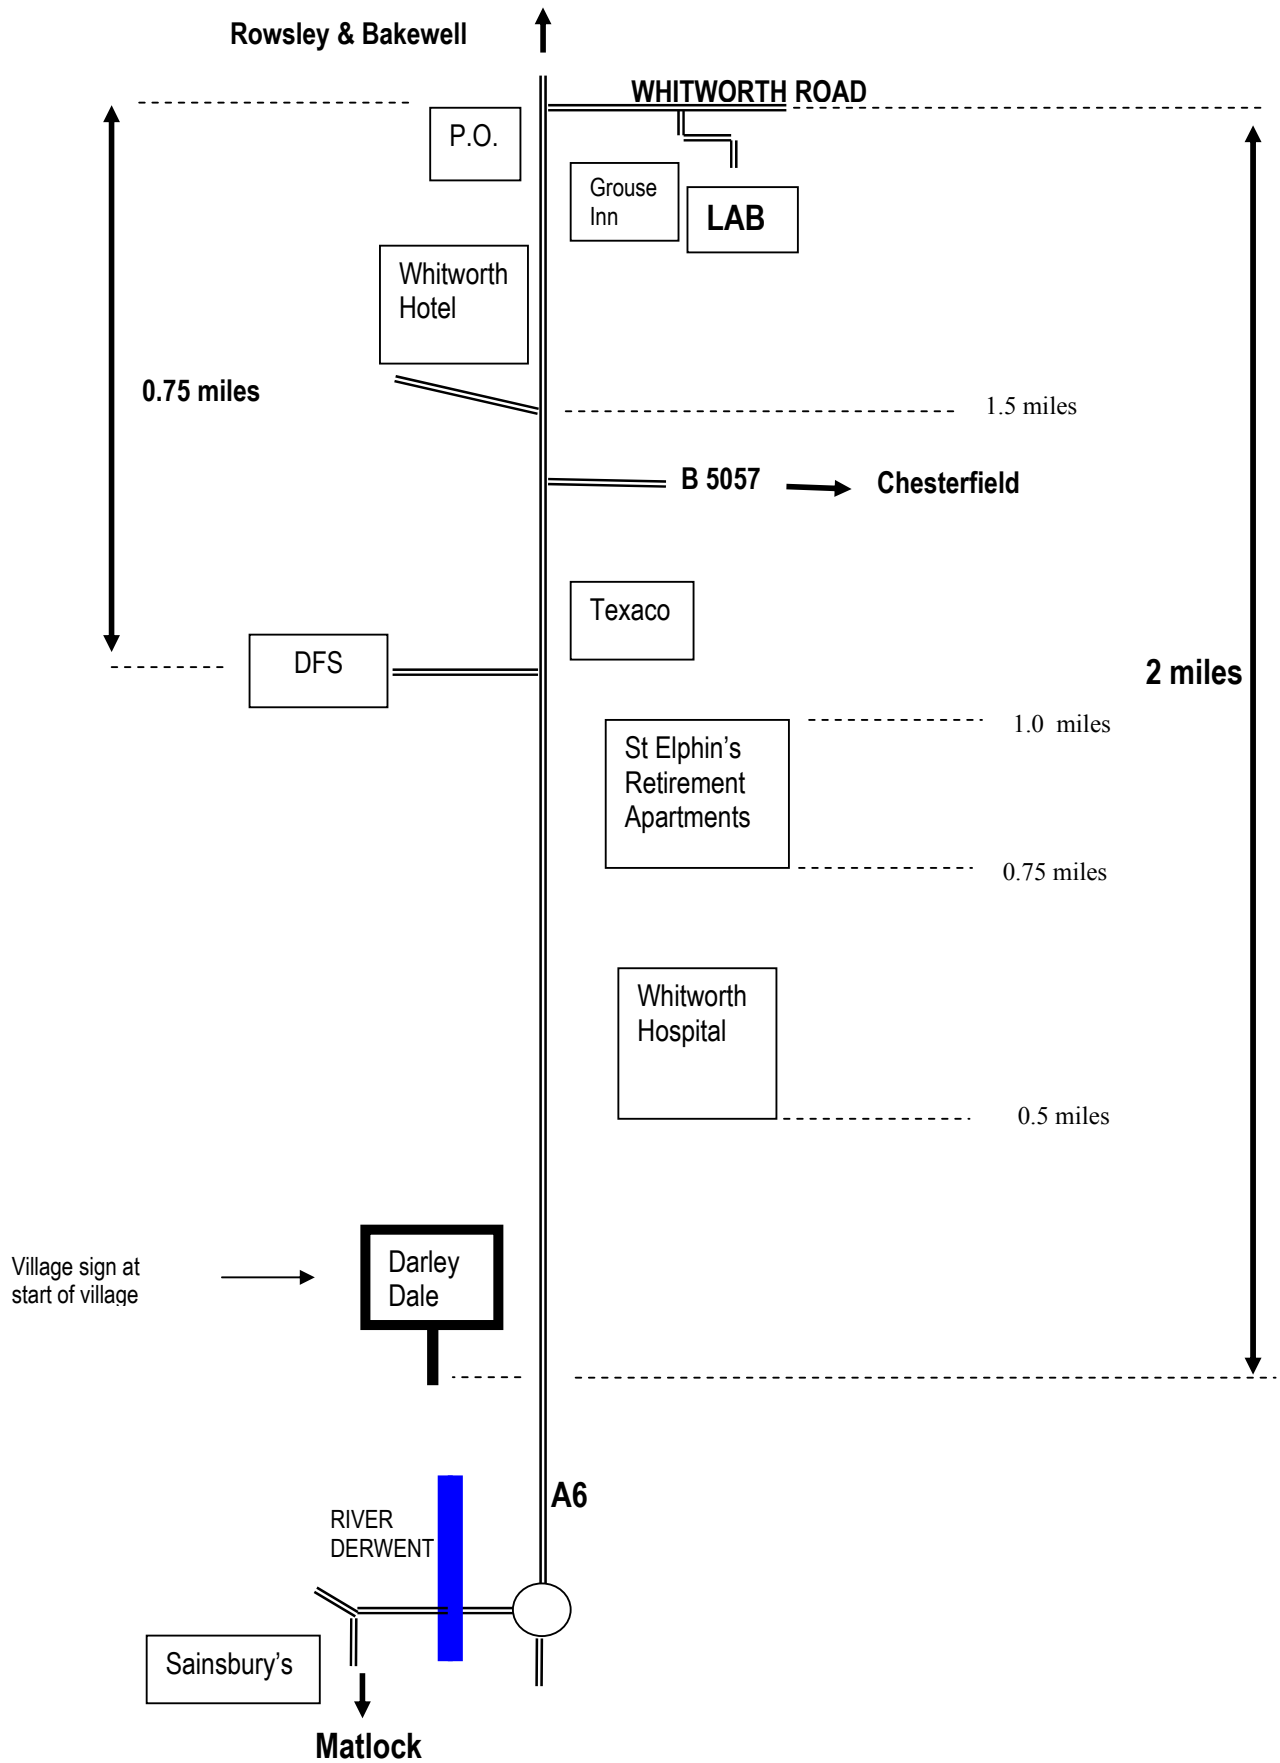 Rowsley & Bakewell
WHITWORTH ROAD
P.O.
Grouse
Inn
LAB
Whitworth
Hotel
0.75 miles
1.5 miles
B 5057
Chesterfield
Texaco
DFS
2 miles
1.0 miles
St Elphin’s
Retirement
Apartments
0.75 miles
Whitworth
Hospital
0.5 miles
Darley
Dale
Village sign at
start of village
A6
RIVER
DERWENT
Sainsbury’s
Matlock